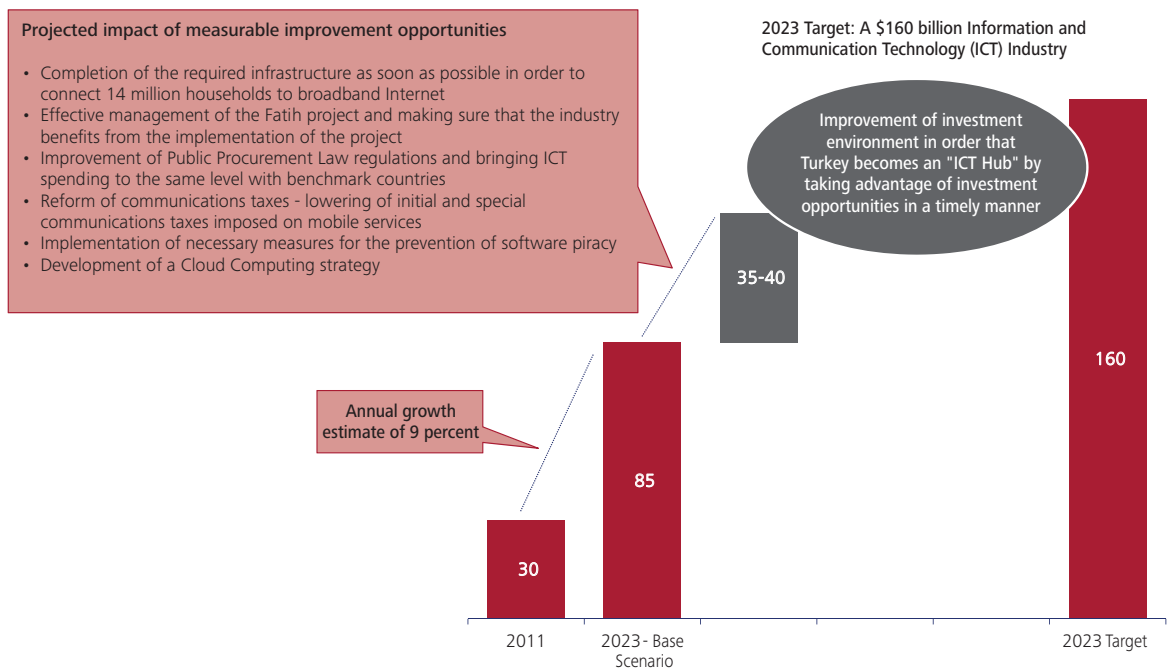 Projected impact of measurable improvement opportunities
• Completion of the required infrastructure as soon as possible in order to
connect 14 million households to broadband Internet
• Effective management of the Fatih project and making sure that the industry
benefits from the implementation of the project
• Improvement of Public Procurement Law regulations and bringing ICT
spending to the same level with benchmark countries
• Reform of communications taxes - lowering of initial and special
communications taxes imposed on mobile services
• Implementation of necessary measures for the prevention of software piracy
• Development of a Cloud Computing strategy
2023 Target: A $160 billion Information and
Communication Technology (ICT) Industry
Improvement of investment
environment in order that
Turkey becomes an "ICT Hub" by
taking advantage of investment
opportunities in a timely manner
35-40
160
Annual growth
estimate of 9 percent
85
30
2011
2023 - Base
Scenario
2023 Target